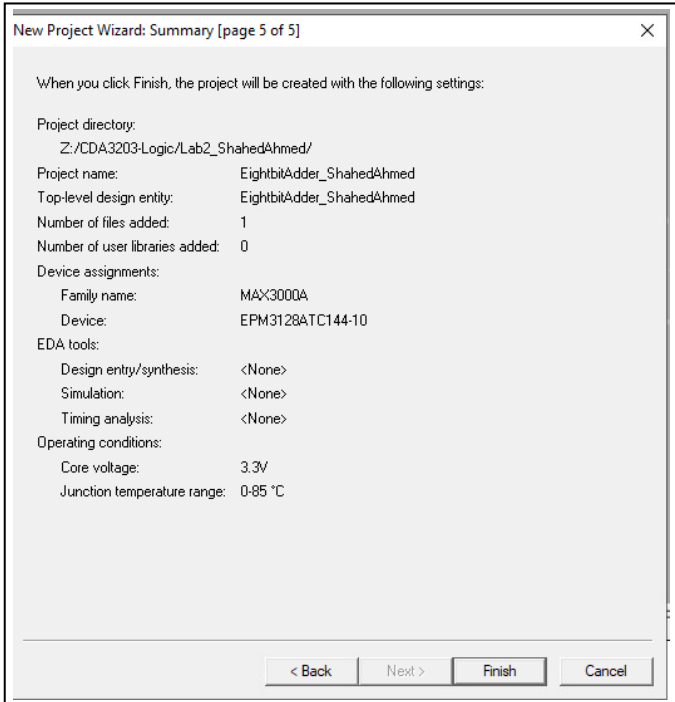 New Project Wizard: Summary [page 5 of 5]
When you click Finish, the project will be created with the following settings:
Project directory:
Z:/CDA3203-Logic/Lab2_ShahedAhmed/
Project name: EightbitAdder_ShahedAhmed
Top-level design entity: EightbitAdder_ShahedAhmed
Number of files added: 1
Number of user libraries added: 0
Device assignments:
Family name: MAX3000A
Device: EPM3128ATC144-10
EDA tools:
Design entry/synthesis: <None>
Simulation: <None>
Timing analysis: <None>
Operating conditions:
Core voltage: 3.3V
Junction temperature range: 0-85 °C
< Back Next > Finish Cancel